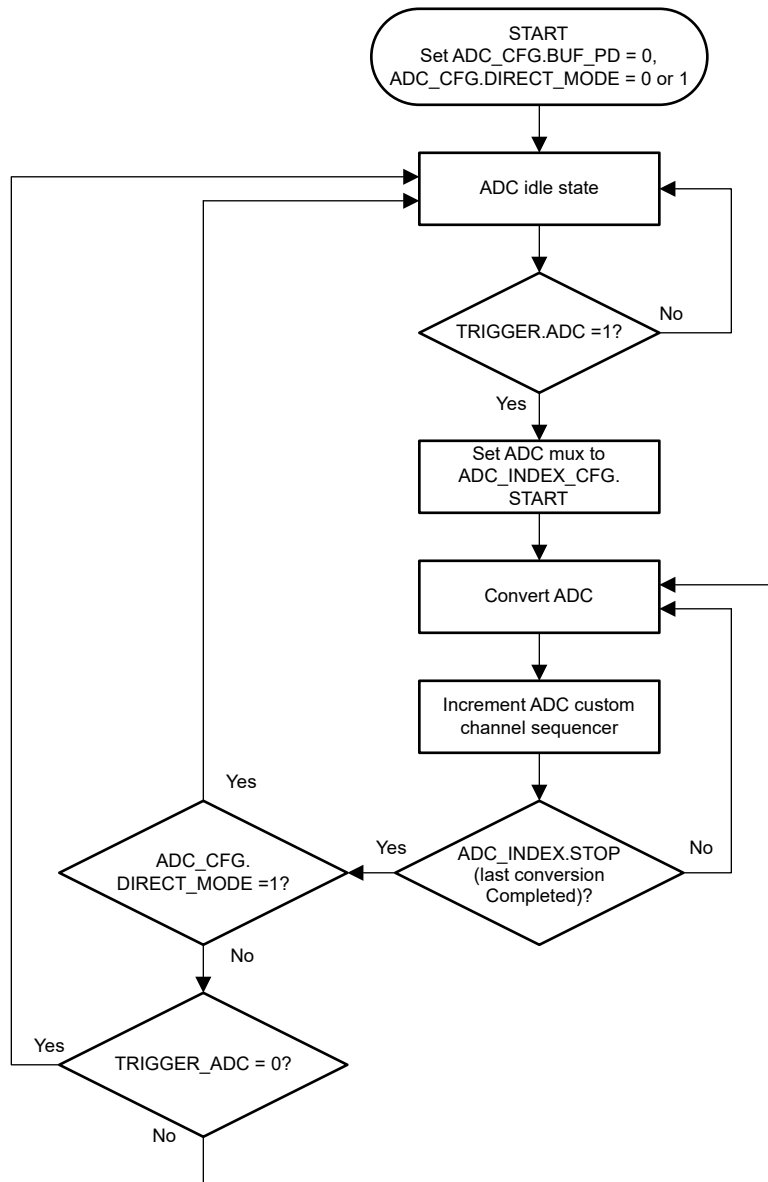 START
Set ADC_CFG.BUF_PD = 0,
ADC_CFG.DIRECT_MODE = 0 or 1
ADC idle state
TRIGGER.ADC =1?
No
Yes
Set ADC mux to
ADC_INDEX_CFG.
START
Convert ADC
Increment ADC custom
channel sequencer
ADC_INDEX.STOP
(last conversion
Completed)?
No
Yes
ADC_CFG.
DIRECT_MODE =1?
Yes
No
TRIGGER_ADC = 0?
Yes
No